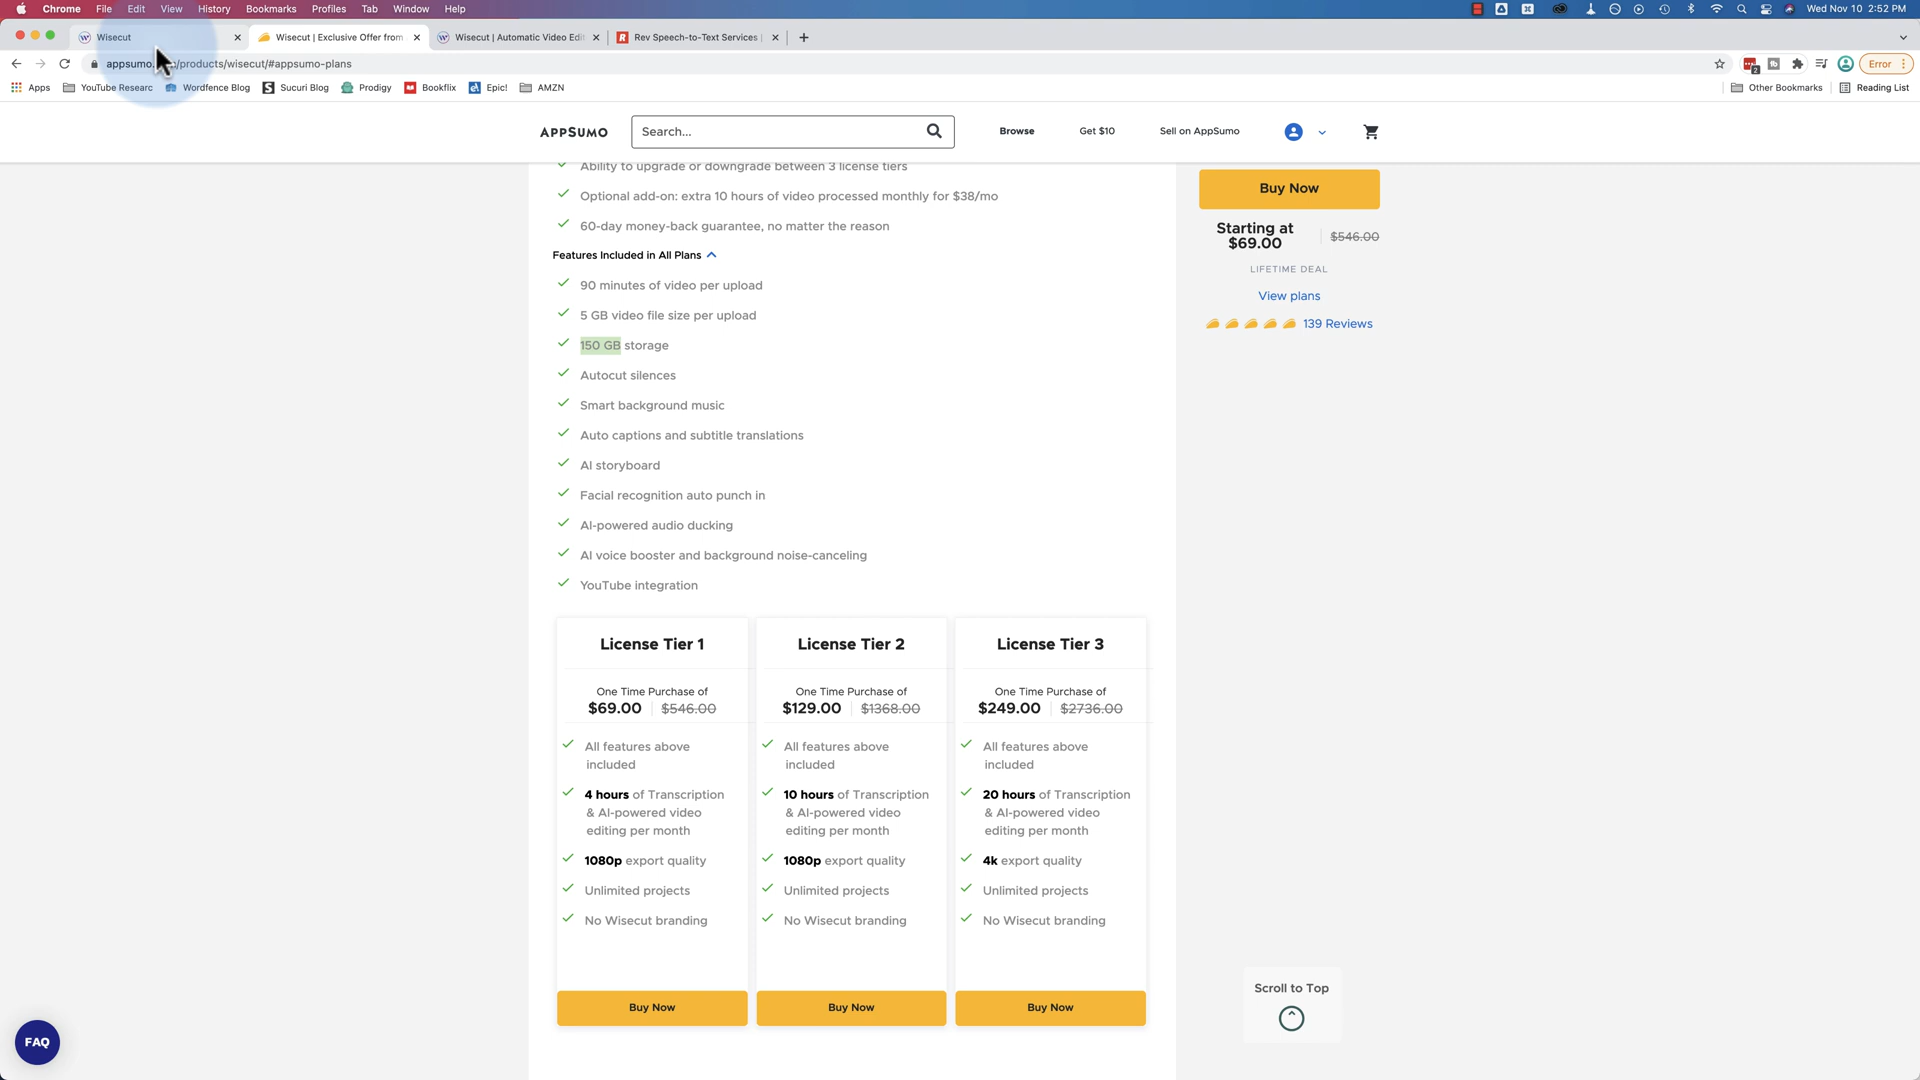 Chrome File Edit View History Bookmarks Profiles Tab Window Help Wed Nov 10 2:52 PM
Wisecut Wisecut | Exclusive Offer from Wisecut | Automatic Video Edi Rev Speech-to-Text Services |
/products/wisecut/#appsumo-plans Error
Apps YouTube Researc Wordfence Blog Sucuri Blog Prodigy Bookflix Epic! AMZN Other Bookmarks Reading List
APPSUMO Search... Browse Get $10 Sell on AppSumo
Ability to upgrade or downgrade between 3 license tiers
Optional add-on: extra 10 hours of video processed monthly for $38/mo
60-day money-back guarantee, no matter the reason
Features Included in All Plans
90 minutes of video per upload
5 GB video file size per upload
150 GB storage
Autocut silences
Smart background music
Auto captions and subtitle translations
AI storyboard
Facial recognition auto punch in
AI-powered audio ducking
AI voice booster and background noise-canceling
YouTube integration
Buy Now
Starting at
$69.00 $546.00
LIFETIME DEAL
View plans
139 Reviews
License Tier 1
One Time Purchase of
$69.00 $546.00
All features above
included
4 hours of Transcription
& AI-powered video
editing per month
1080p export quality
Unlimited projects
No Wisecut branding
Buy Now
License Tier 2
One Time Purchase of
$129.00 $1368.00
All features above
included
10 hours of Transcription
& AI-powered video
editing per month
1080p export quality
Unlimited projects
No Wisecut branding
Buy Now
License Tier 3
One Time Purchase of
$249.00 $2736.00
All features above
included
20 hours of Transcription
& AI-powered video
editing per month
4k export quality
Unlimited projects
No Wisecut branding
Buy Now
Scroll to Top
FAQ